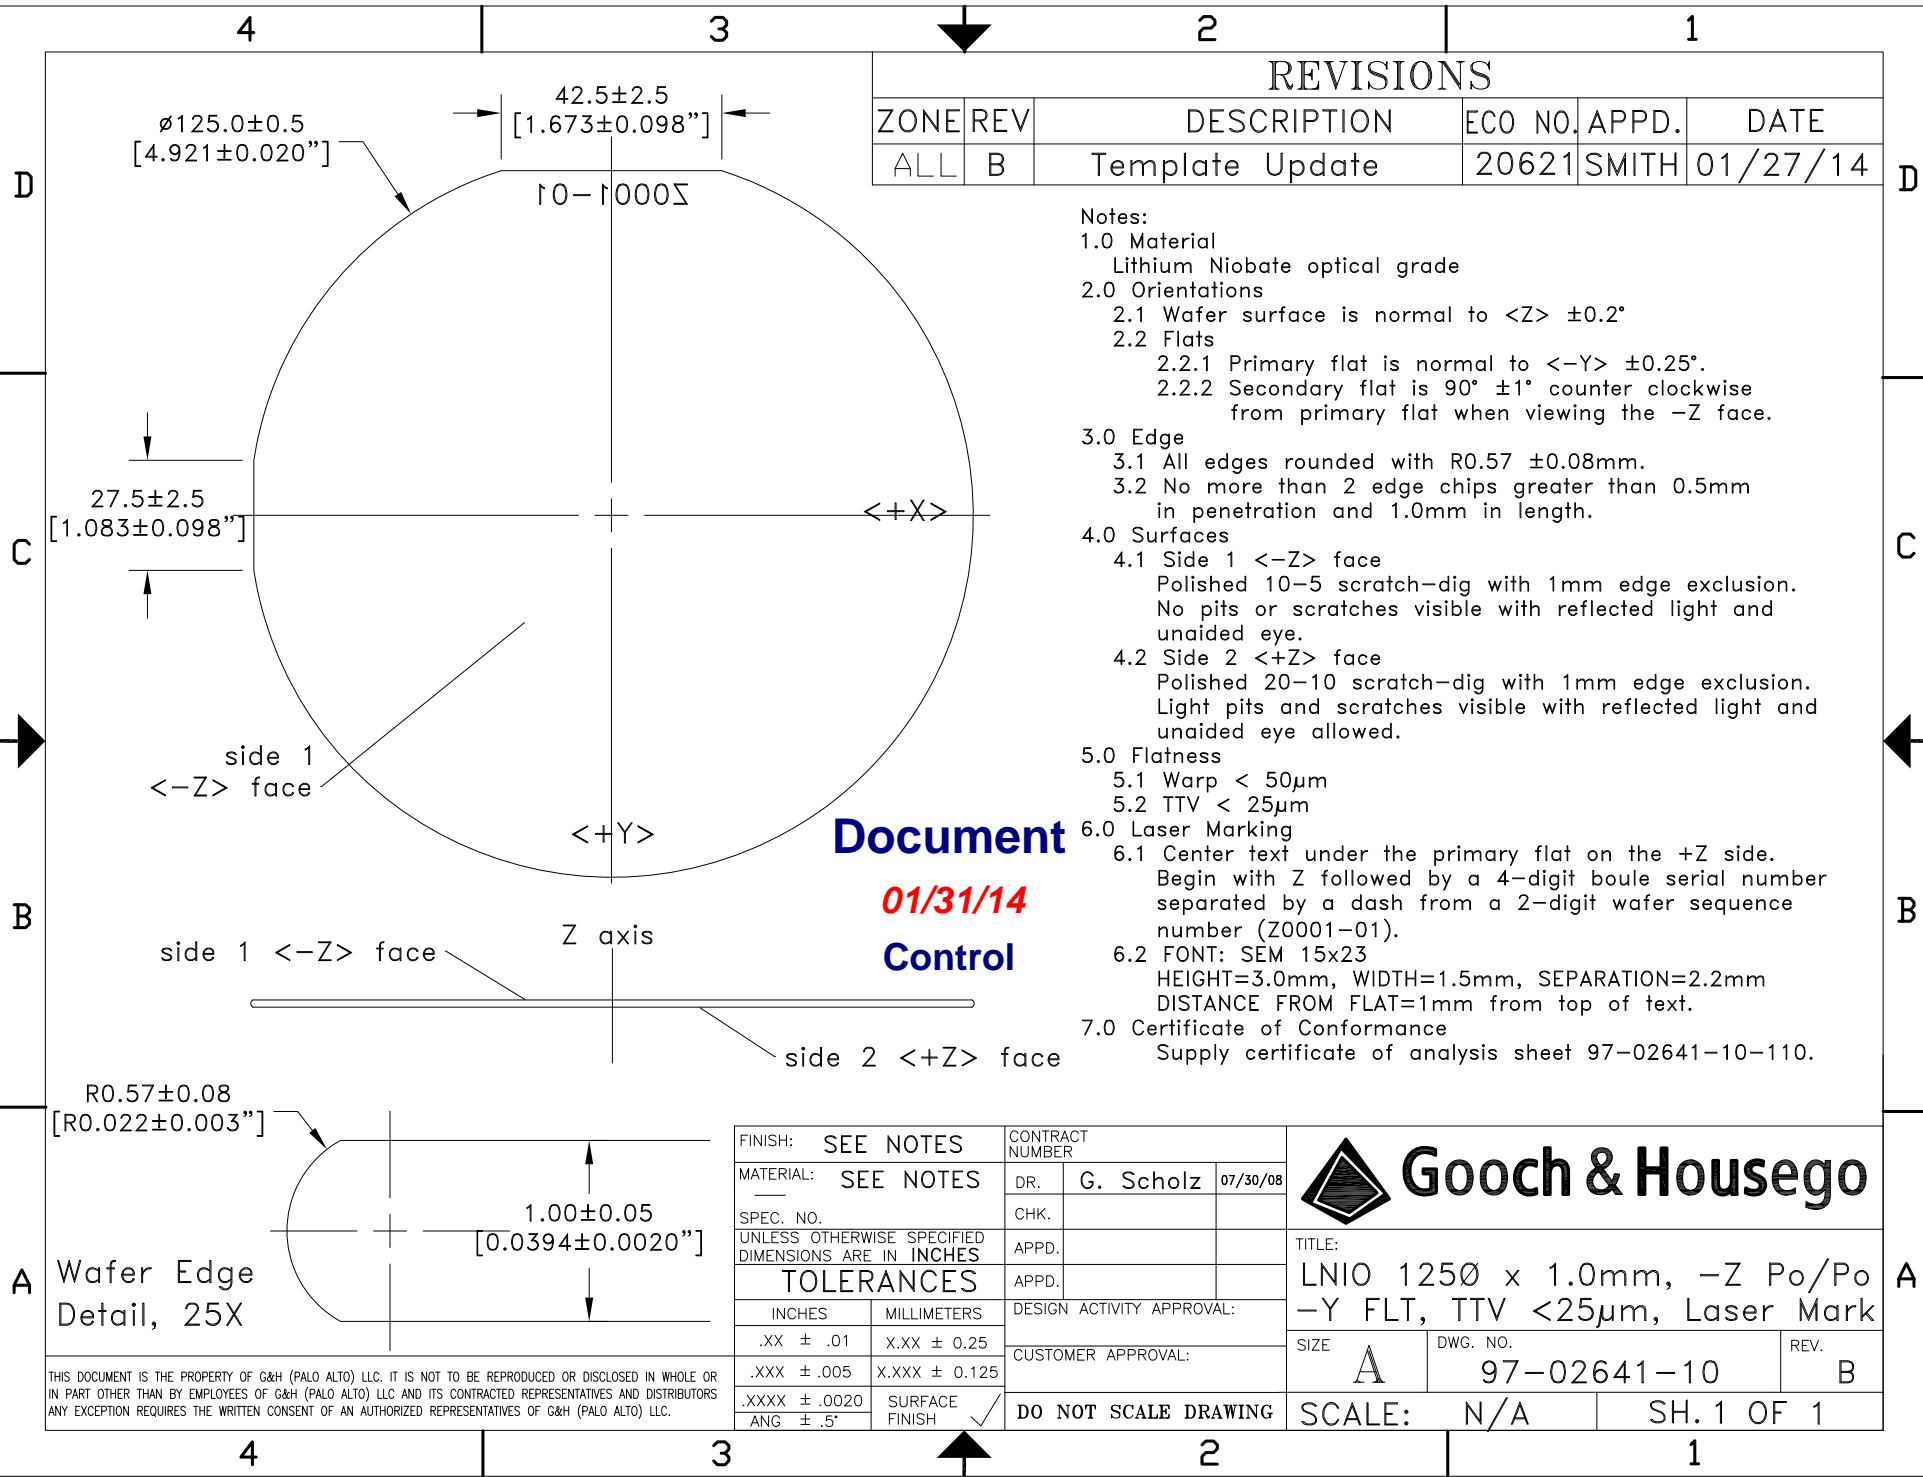 4 3 2 1
REVISIONS
ZONE REV DESCRIPTION ECO NO. APPD. DATE
ALL B Template Update 20621 SMITH 01/27/14
D
D
C
C
B
B
A
A
ø125.0±0.5
[4.921±0.020"]
42.5±2.5
[1.673±0.098"]
Z0001-01
27.5±2.5
[1.083±0.098"]
<+X>
side 1
<-Z> face
<+Y>
Z axis
side 1 <-Z> face
side 2 <+Z> face
Document
01/31/14
Control
Notes:
1.0 Material
Lithium Niobate optical grade
2.0 Orientations
2.1 Wafer surface is normal to <Z> ±0.2°
2.2 Flats
2.2.1 Primary flat is normal to <-Y> ±0.25°.
2.2.2 Secondary flat is 90° ±1° counter clockwise
from primary flat when viewing the -Z face.
3.0 Edge
3.1 All edges rounded with R0.57 ±0.08mm.
3.2 No more than 2 edge chips greater than 0.5mm
in penetration and 1.0mm in length.
4.0 Surfaces
4.1 Side 1 <-Z> face
Polished 10-5 scratch-dig with 1mm edge exclusion.
No pits or scratches visible with reflected light and
unaided eye.
4.2 Side 2 <+Z> face
Polished 20-10 scratch-dig with 1mm edge exclusion.
Light pits and scratches visible with reflected light and
unaided eye allowed.
5.0 Flatness
5.1 Warp < 50µm
5.2 TTV < 25µm
6.0 Laser Marking
6.1 Center text under the primary flat on the +Z side.
Begin with Z followed by a 4-digit boule serial number
separated by a dash from a 2-digit wafer sequence
number (Z0001-01).
6.2 FONT: SEM 15x23
HEIGHT=3.0mm, WIDTH=1.5mm, SEPARATION=2.2mm
DISTANCE FROM FLAT=1mm from top of text.
7.0 Certificate of Conformance
Supply certificate of analysis sheet 97-02641-10-110.
R0.57±0.08
[R0.022±0.003"]
1.00±0.05
[0.0394±0.0020"]
Wafer Edge
Detail, 25X
THIS DOCUMENT IS THE PROPERTY OF G&H (PALO ALTO) LLC. IT IS NOT TO BE REPRODUCED OR DISCLOSED IN WHOLE OR
IN PART OTHER THAN BY EMPLOYEES OF G&H (PALO ALTO) LLC AND ITS CONTRACTED REPRESENTATIVES AND DISTRIBUTORS
ANY EXCEPTION REQUIRES THE WRITTEN CONSENT OF AN AUTHORIZED REPRESENTATIVES OF G&H (PALO ALTO) LLC.
FINISH: SEE NOTES
MATERIAL: SEE NOTES
SPEC. NO.
UNLESS OTHERWISE SPECIFIED
DIMENSIONS ARE IN INCHES
TOLERANCES
INCHES MILLIMETERS
.XX ± .01 X.XX ± 0.25
.XXX ± .005 X.XXX ± 0.125
.XXXX ± .0020
ANG ± .5°
SURFACE
FINISH
CONTRACT
NUMBER
DR. G. Scholz 07/30/08
CHK.
APPD.
APPD.
DESIGN ACTIVITY APPROVAL:
CUSTOMER APPROVAL:
DO NOT SCALE DRAWING
Gooch & Housego
TITLE:
LNIO 125Ø x 1.0mm, -Z Po/Po
-Y FLT, TTV <25µm, Laser Mark
SIZE A
DWG. NO. 97-02641-10
REV. B
SCALE: N/A SH. 1 OF 1
4 3 2 1